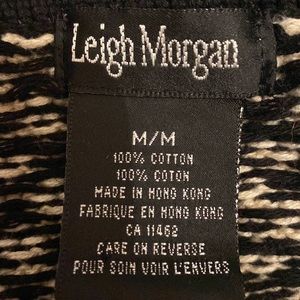 Leigh Morgan
M/M
100% COTTON
100% COTON
MADE IN HONG KONG
FABRIQUE EN HONG KONG
CA 11462
CARE ON REVERSE
POUR SOIN VOIR L'ENVERS